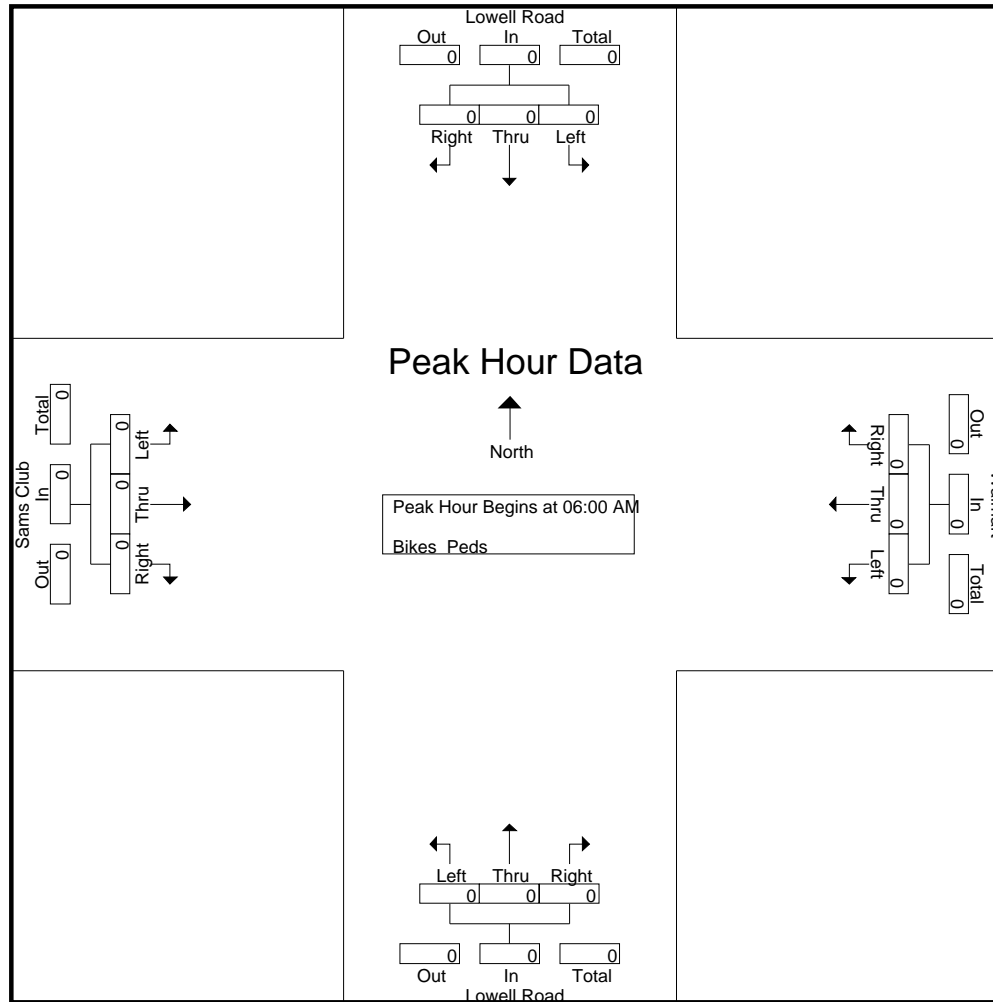 Lowell Road
Out In Total
0 0 0
0 0 0
Right Thru Left
Peak Hour Data
North
Peak Hour Begins at 06:00 AM
Bikes Peds
Sams Club
Total In Out
0 0 0
0 0 0
Left Thru Right
Right Thru Left
0 0 0
0 0 0
Out In Total
Left Thru Right
0 0 0
0 0 0
Out In Total
Lowell Road